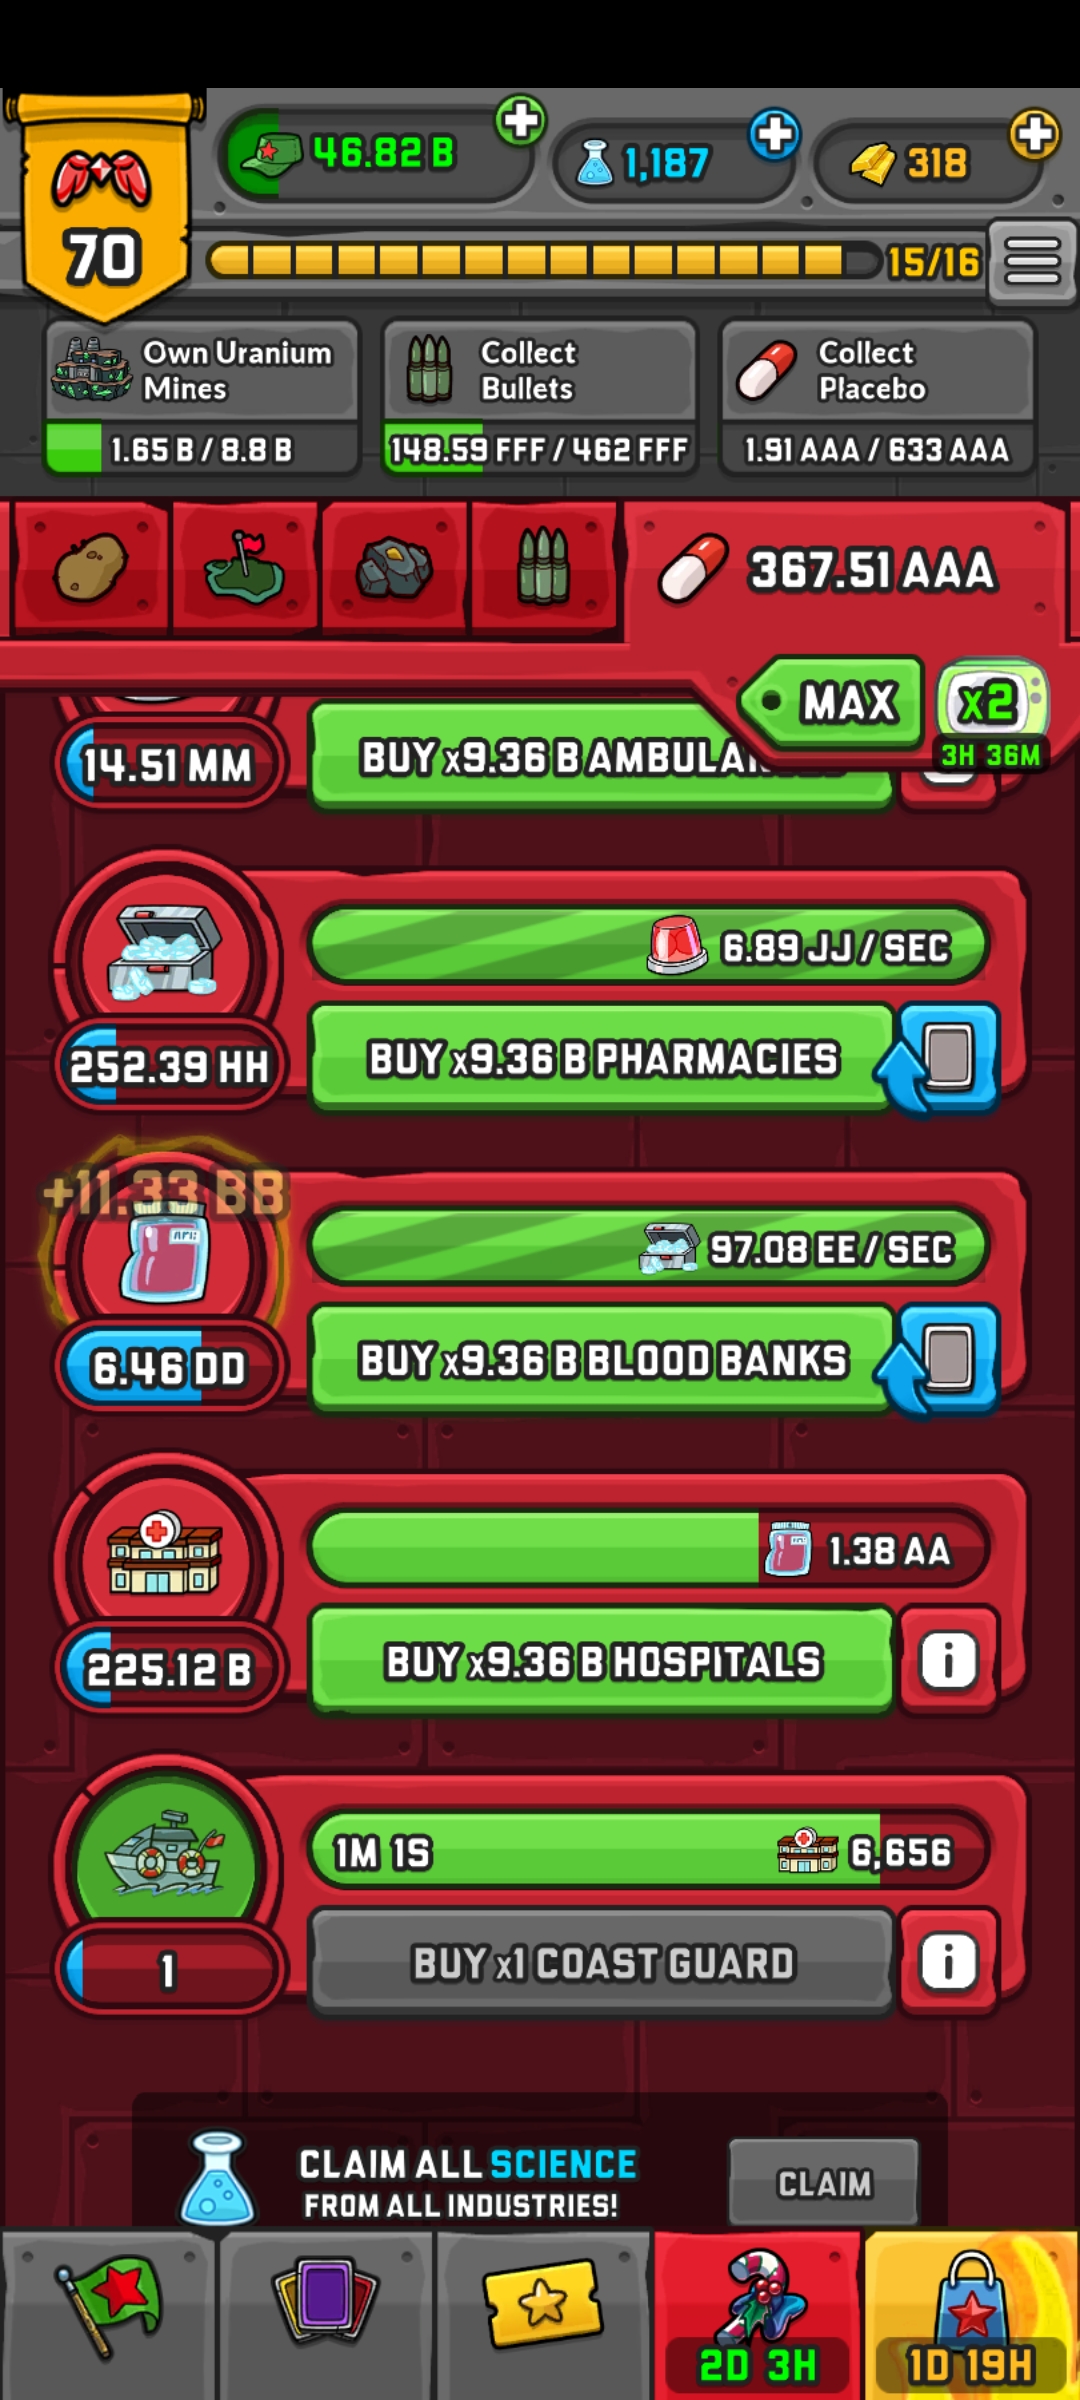 46.82 B
1,187
318
70
15/16
Own Uranium
Mines
1.65 B / 8.8 B
Collect
Bullets
148.59 FFF / 462 FFF
Collect
Placebo
1.91 AAA / 633 AAA
367.51 AAA
MAX
x2
3H 36M
14.51 MM
BUY x9.36 B
6.89 JJ / SEC
252.39 HH
BUY x9.36 B PHARMACIES
+11.33 BB
97.08 EE / SEC
6.46 DD
BUY x9.36 B BLOOD BANKS
1.38 AA
225.12 B
BUY x9.36 B HOSPITALS
i
1M 1S
6,656
1
BUY x1 COAST GUARD
i
CLAIM ALL SCIENCE
FROM ALL INDUSTRIES!
CLAIM
2D 3H
1D 19H